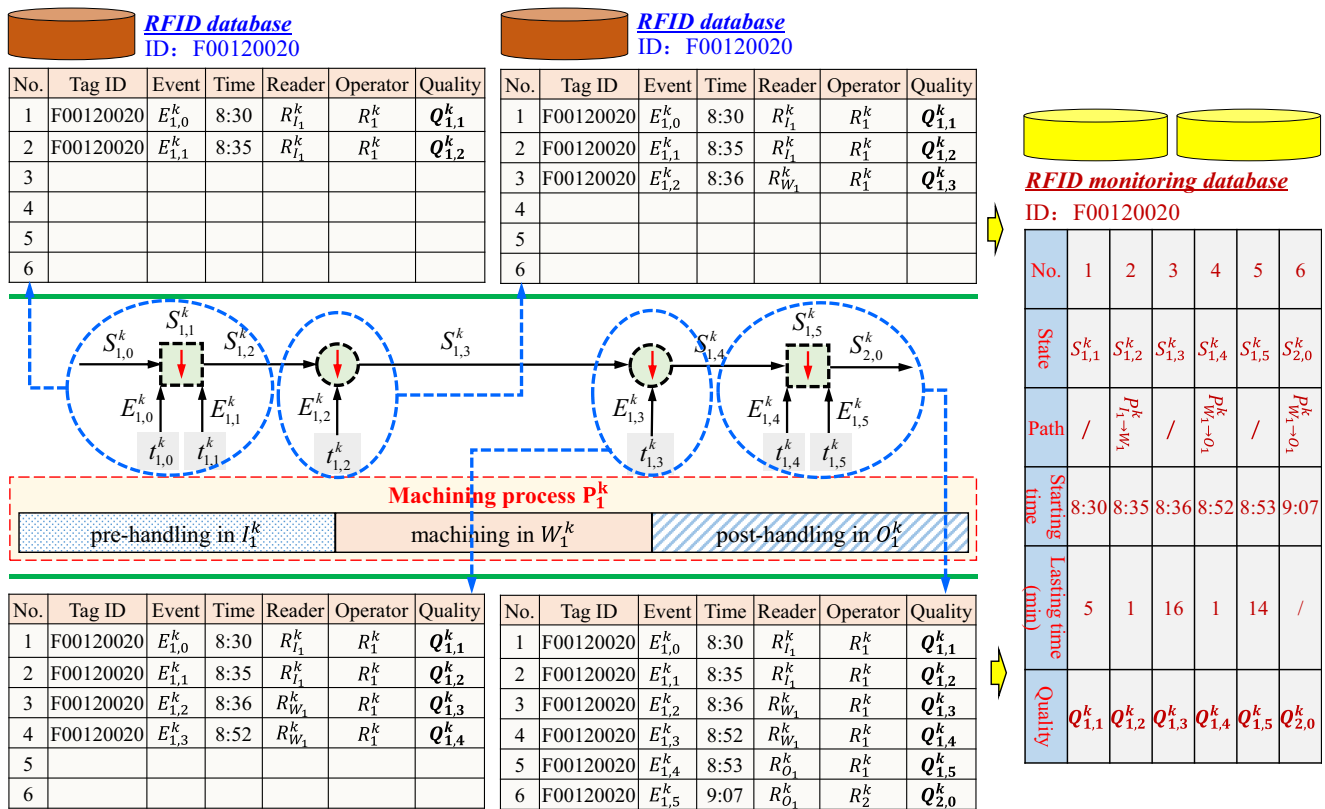 RFID database
ID：F00120020
No. Tag ID Event Time Reader Operator Quality
1 F00120020 E^k_{1,0} 8:30 R^k_{I_1} R^k_1 Q^k_{1,1}
2 F00120020 E^k_{1,1} 8:35 R^k_{I_1} R^k_1 Q^k_{1,2}
3
4
5
6
RFID database
ID：F00120020
No. Tag ID Event Time Reader Operator Quality
1 F00120020 E^k_{1,0} 8:30 R^k_{I_1} R^k_1 Q^k_{1,1}
2 F00120020 E^k_{1,1} 8:35 R^k_{I_1} R^k_1 Q^k_{1,2}
3 F00120020 E^k_{1,2} 8:36 R^k_{W_1} R^k_1 Q^k_{1,3}
4
5
6
S^k_{1,0} S^k_{1,1} S^k_{1,2} S^k_{1,3} S^k_{1,4} S^k_{1,5} S^k_{2,0}
E^k_{1,0} E^k_{1,1} E^k_{1,2} E^k_{1,3} E^k_{1,4} E^k_{1,5}
t^k_{1,0} t^k_{1,1} t^k_{1,2} t^k_{1,3} t^k_{1,4} t^k_{1,5}
Machining process P^k_1
pre-handling in I^k_1 machining in W^k_1 post-handling in O^k_1
No. Tag ID Event Time Reader Operator Quality
1 F00120020 E^k_{1,0} 8:30 R^k_{I_1} R^k_1 Q^k_{1,1}
2 F00120020 E^k_{1,1} 8:35 R^k_{I_1} R^k_1 Q^k_{1,2}
3 F00120020 E^k_{1,2} 8:36 R^k_{W_1} R^k_1 Q^k_{1,3}
4 F00120020 E^k_{1,3} 8:52 R^k_{W_1} R^k_1 Q^k_{1,4}
5
6
No. Tag ID Event Time Reader Operator Quality
1 F00120020 E^k_{1,0} 8:30 R^k_{I_1} R^k_1 Q^k_{1,1}
2 F00120020 E^k_{1,1} 8:35 R^k_{I_1} R^k_1 Q^k_{1,2}
3 F00120020 E^k_{1,2} 8:36 R^k_{W_1} R^k_1 Q^k_{1,3}
4 F00120020 E^k_{1,3} 8:52 R^k_{W_1} R^k_1 Q^k_{1,4}
5 F00120020 E^k_{1,4} 8:53 R^k_{O_1} R^k_1 Q^k_{1,5}
6 F00120020 E^k_{1,5} 9:07 R^k_{O_1} R^k_2 Q^k_{2,0}
RFID monitoring database
ID：F00120020
No. 1 2 3 4 5 6
State S^k_{1,1} S^k_{1,2} S^k_{1,3} S^k_{1,4} S^k_{1,5} S^k_{2,0}
Path / P^k_{I_1→W_1} / P^k_{W_1→O_1} / P^k_{W_1→O_1}
Starting time 8:30 8:35 8:36 8:52 8:53 9:07
Lasting time (min) 5 1 16 1 14 /
Quality Q^k_{1,1} Q^k_{1,2} Q^k_{1,3} Q^k_{1,4} Q^k_{1,5} Q^k_{2,0}